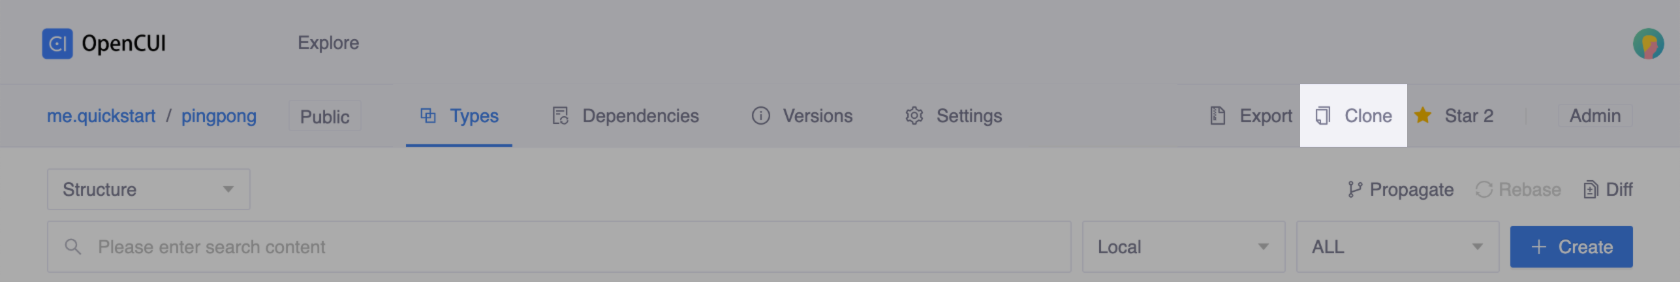 OpenCUI Explore
me.quickstart / pingpong Public Types Dependencies Versions Settings Export Clone Star 2 Admin
Structure Propagate Rebase Diff
Please enter search content Local ALL + Create